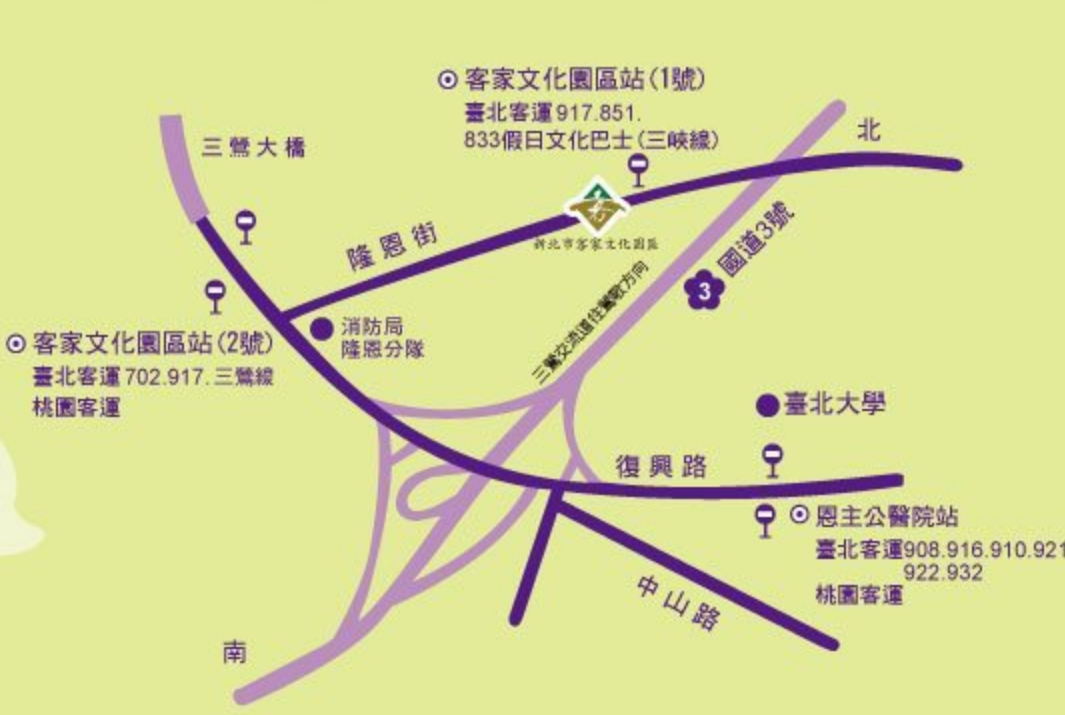 客家文化園區站(1號)
臺北客運917.851.
833假日文化巴士(三峽線)
北
三鶯大橋
隆恩街
新北市客家文化園區
國道3號
3
三鶯交流道往鶯歌方向
消防局
隆恩分隊
客家文化園區站(2號)
臺北客運702.917.三鶯線
桃園客運
臺北大學
復興路
恩主公醫院站
臺北客運908.916.910.921
922.932
桃園客運
中山路
南